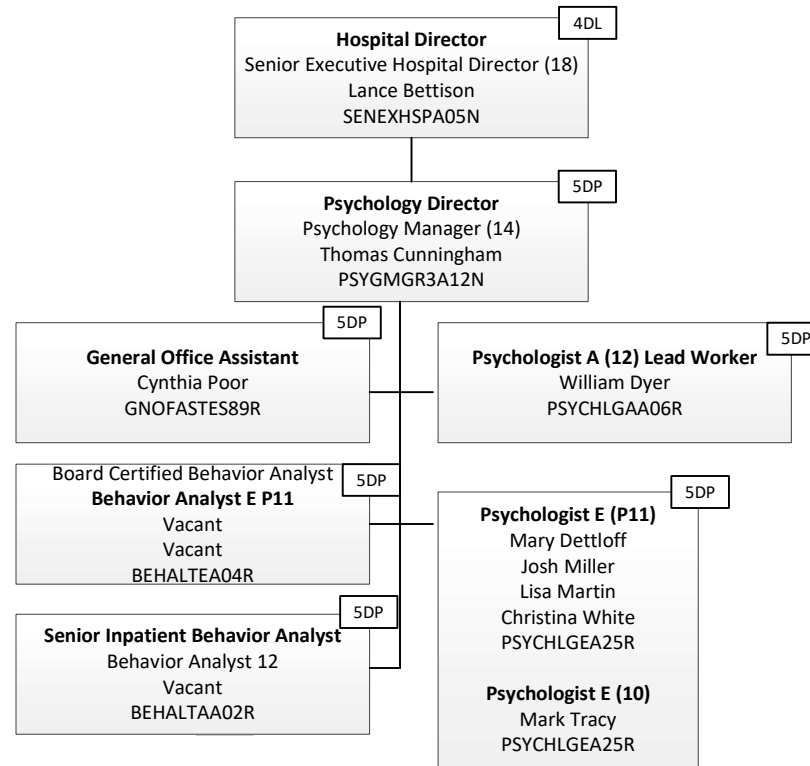 4DL
Hospital Director
Senior Executive Hospital Director (18)
Lance Bettison
SENEXHSPA05N
5DP
Psychology Director
Psychology Manager (14)
Thomas Cunningham
PSYGMGR3A12N
5DP
General Office Assistant
Cynthia Poor
GNOFASTES89R
5DP
Psychologist A (12) Lead Worker
William Dyer
PSYCHLGAA06R
5DP
Board Certified Behavior Analyst
Behavior Analyst E P11
Vacant
Vacant
BEHALTEA04R
5DP
Psychologist E (P11)
Mary Dettloff
Josh Miller
Lisa Martin
Christina White
PSYCHLGEA25R
Psychologist E (10)
Mark Tracy
PSYCHLGEA25R
5DP
Senior Inpatient Behavior Analyst
Behavior Analyst 12
Vacant
BEHALTAA02R